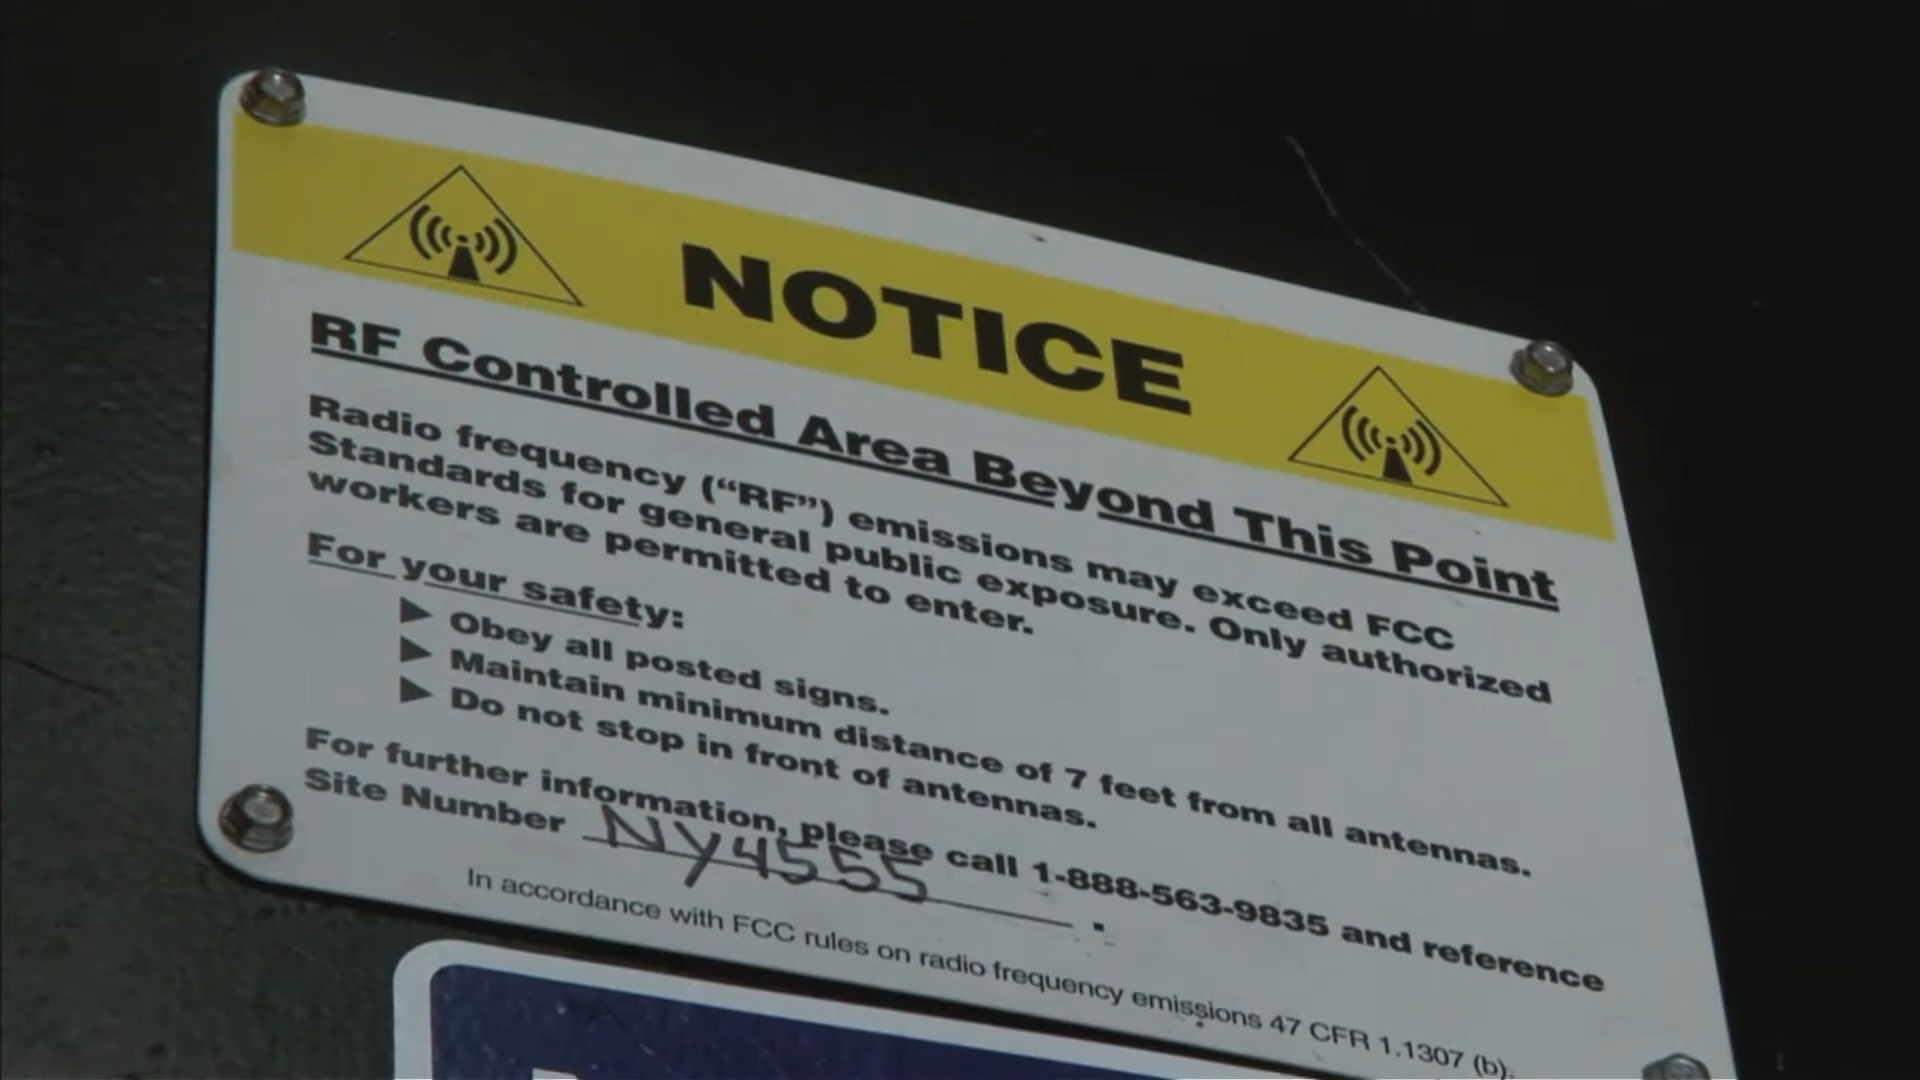 NOTICE
RF Controlled Area Beyond This Point
Radio frequency (“RF”) emissions may exceed FCC
Standards for general public exposure. Only authorized
workers are permitted to enter.
For your safety:
▶ Obey all posted signs.
▶ Maintain minimum distance of 7 feet from all antennas.
▶ Do not stop in front of antennas.
For further information, please call 1-888-563-9835 and reference
Site Number NY4555.
In accordance with FCC rules on radio frequency emissions 47 CFR 1.1307 (b).